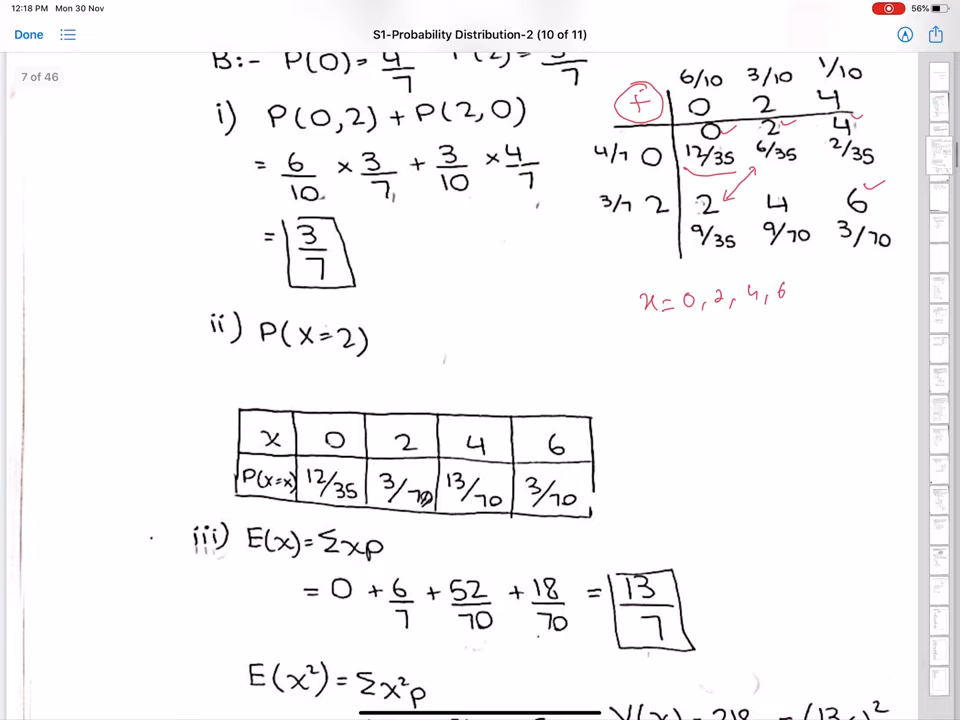 12:18 PM Mon 30 Nov
56%
Done
S1-Probability Distribution-2 (10 of 11)
7 of 46
B:- P(0)=4/7 P(2)=3/7
i) P(0,2) + P(2,0)
= 6/10 × 3/7 + 3/10 × 4/7
= 3/7
6/10 3/10 1/10
+ 0 2 4
0 2 4
4/7 0 12/35 6/35 2/35
3/7 2 2 4 6
9/35 9/70 3/70
x = 0, 2, 4, 6
ii) P(X=2)
x 0 2 4 6
P(X=x) 12/35 3/70 13/70 3/70
iii) E(x) = Σxp
= 0 + 6/7 + 52/70 + 18/70 = 13/7
E(x²) = Σx²p